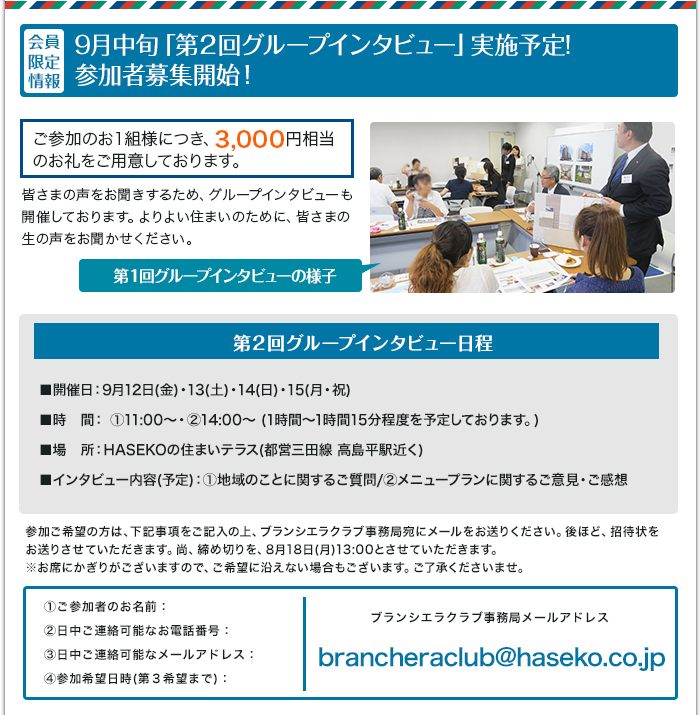 会員
限定
情報
9月中旬「第2回グループインタビュー」実施予定!
参加者募集開始！
ご参加のお1組様につき、3,000円相当
のお礼をご用意しております。
皆さまの声をお聞きするため、グループインタビューも
開催しております。よりよい住まいのために、皆さまの
生の声をお聞かせください。
第1回グループインタビューの様子
第2回グループインタビュー日程
■開催日：9月12日(金)・13(土)・14(日)・15(月・祝)
■時　間： ①11:00～・②14:00～ (1時間～1時間15分程度を予定しております。)
■場　所：HASEKOの住まいテラス(都営三田線 高島平駅近く)
■インタビュー内容(予定)：①地域のことに関するご質問/②メニュープランに関するご意見・ご感想
参加ご希望の方は、下記事項をご記入の上、ブランシエラクラブ事務局宛にメールをお送りください。後ほど、招待状を
お送りさせていただきます。尚、締め切りを、8月18日(月)13:00とさせていただきます。
※お席にかぎりがございますので、ご希望に沿えない場合もございます。ご了承くださいませ。
①ご参加者のお名前：
②日中ご連絡可能なお電話番号：
③日中ご連絡可能なメールアドレス：
④参加希望日時(第３希望まで)：
ブランシエラクラブ事務局メールアドレス
brancheraclub@haseko.co.jp